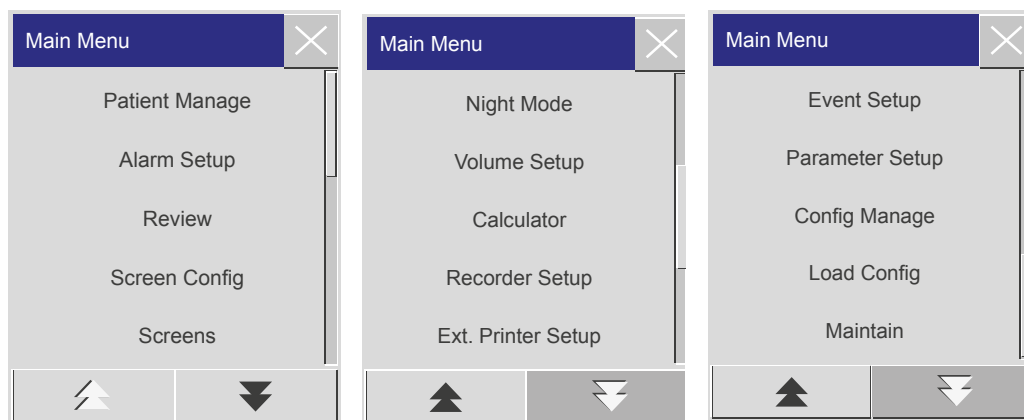 Main Menu
Patient Manage
Alarm Setup
Review
Screen Config
Screens
Main Menu
Night Mode
Volume Setup
Calculator
Recorder Setup
Ext. Printer Setup
Main Menu
Event Setup
Parameter Setup
Config Manage
Load Config
Maintain